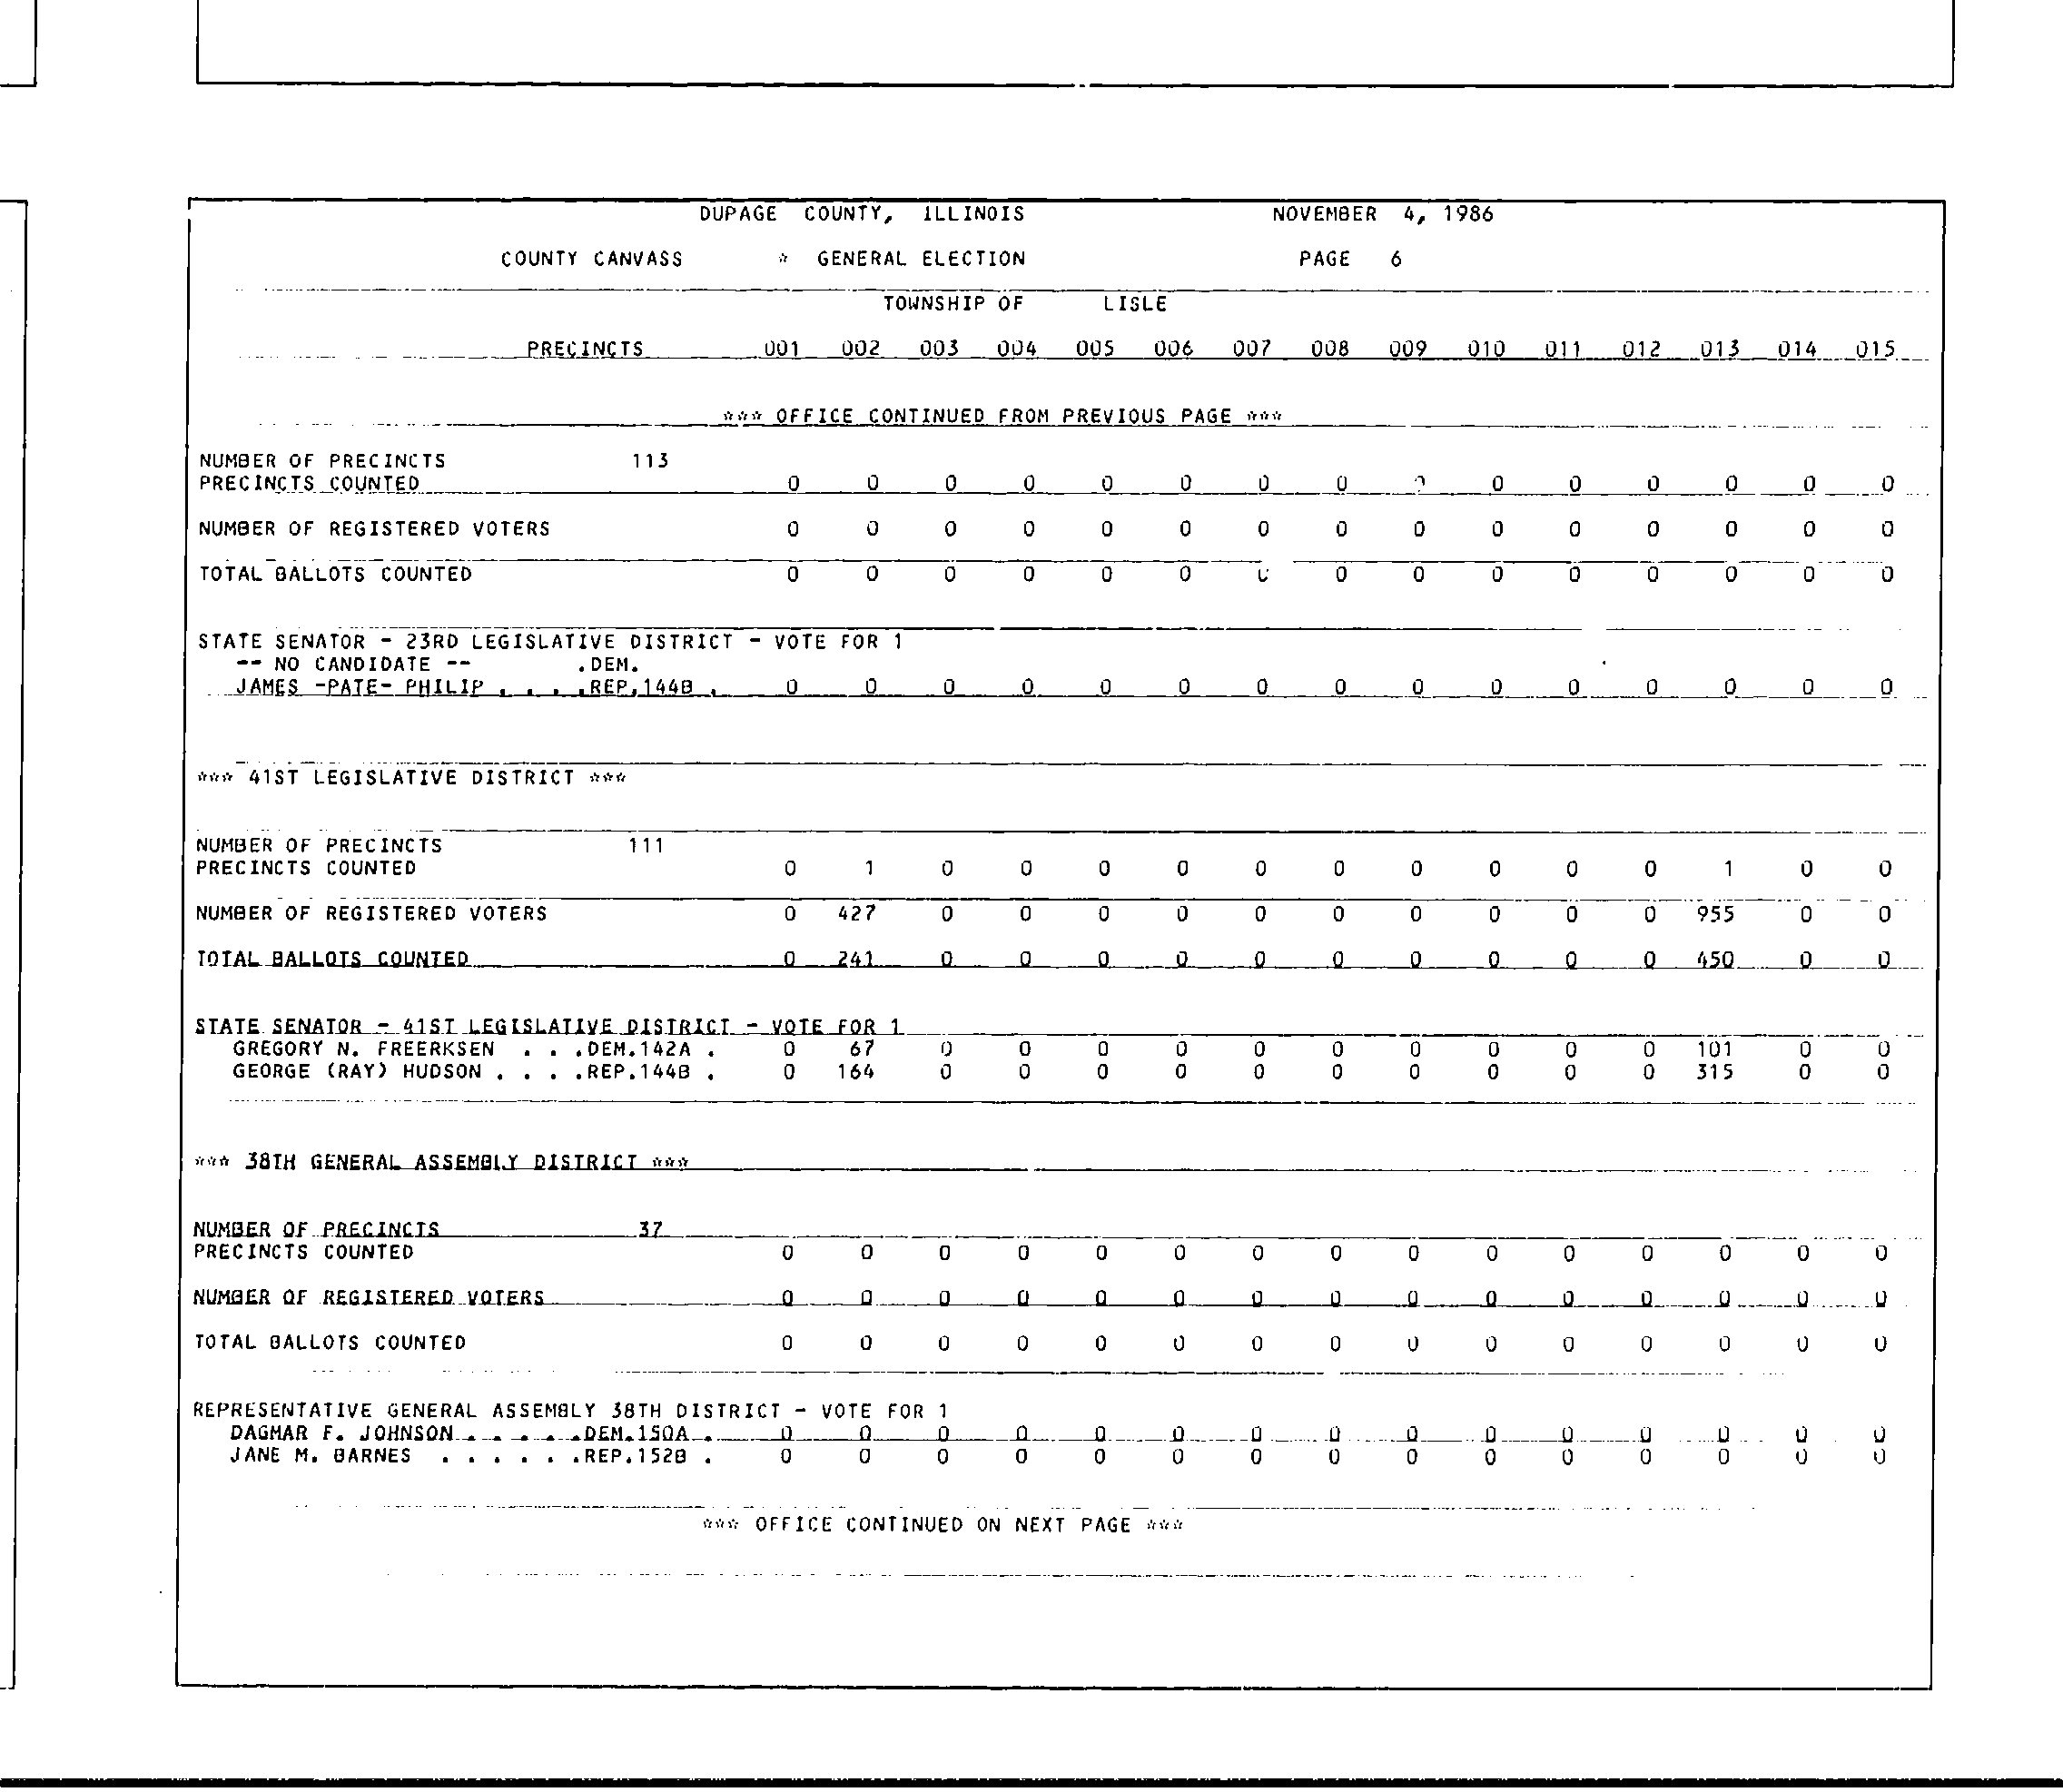 DUPAGE COUNTY, ILLINOIS NOVEMBER 4, 1986
COUNTY CANVASS * GENERAL ELECTION PAGE 6
TOWNSHIP OF LISLE
PRECINCTS 001 002 003 004 005 006 007 008 009 010 011 012 013 014 015
*** OFFICE CONTINUED FROM PREVIOUS PAGE ***
NUMBER OF PRECINCTS 113
PRECINCTS COUNTED 0 0 0 0 0 0 0 0 0 0 0 0 0 0 0
NUMBER OF REGISTERED VOTERS 0 0 0 0 0 0 0 0 0 0 0 0 0 0 0
TOTAL BALLOTS COUNTED 0 0 0 0 0 0 0 0 0 0 0 0 0 0 0
STATE SENATOR - 23RD LEGISLATIVE DISTRICT - VOTE FOR 1
-- NO CANDIDATE -- .DEM.
JAMES -PATE- PHILIP . . . .REP.144B . 0 0 0 0 0 0 0 0 0 0 0 0 0 0 0
*** 41ST LEGISLATIVE DISTRICT ***
NUMBER OF PRECINCTS 111
PRECINCTS COUNTED 0 1 0 0 0 0 0 0 0 0 0 0 1 0 0
NUMBER OF REGISTERED VOTERS 0 427 0 0 0 0 0 0 0 0 0 0 955 0 0
TOTAL BALLOTS COUNTED 0 241 0 0 0 0 0 0 0 0 0 0 450 0 0
STATE SENATOR - 41ST LEGISLATIVE DISTRICT - VOTE FOR 1
GREGORY N. FREERKSEN . . .DEM.142A . 0 67 0 0 0 0 0 0 0 0 0 0 101 0 0
GEORGE (RAY) HUDSON . . . .REP.144B . 0 164 0 0 0 0 0 0 0 0 0 0 315 0 0
*** 38TH GENERAL ASSEMBLY DISTRICT ***
NUMBER OF PRECINCTS 37
PRECINCTS COUNTED 0 0 0 0 0 0 0 0 0 0 0 0 0 0 0
NUMBER OF REGISTERED VOTERS 0 0 0 0 0 0 0 0 0 0 0 0 0 0 0
TOTAL BALLOTS COUNTED 0 0 0 0 0 0 0 0 0 0 0 0 0 0 0
REPRESENTATIVE GENERAL ASSEMBLY 38TH DISTRICT - VOTE FOR 1
DAGMAR F. JOHNSON . . . . .DEM.150A . 0 0 0 0 0 0 0 0 0 0 0 0 0 0 0
JANE M. BARNES . . . . . .REP.152B . 0 0 0 0 0 0 0 0 0 0 0 0 0 0 0
*** OFFICE CONTINUED ON NEXT PAGE ***